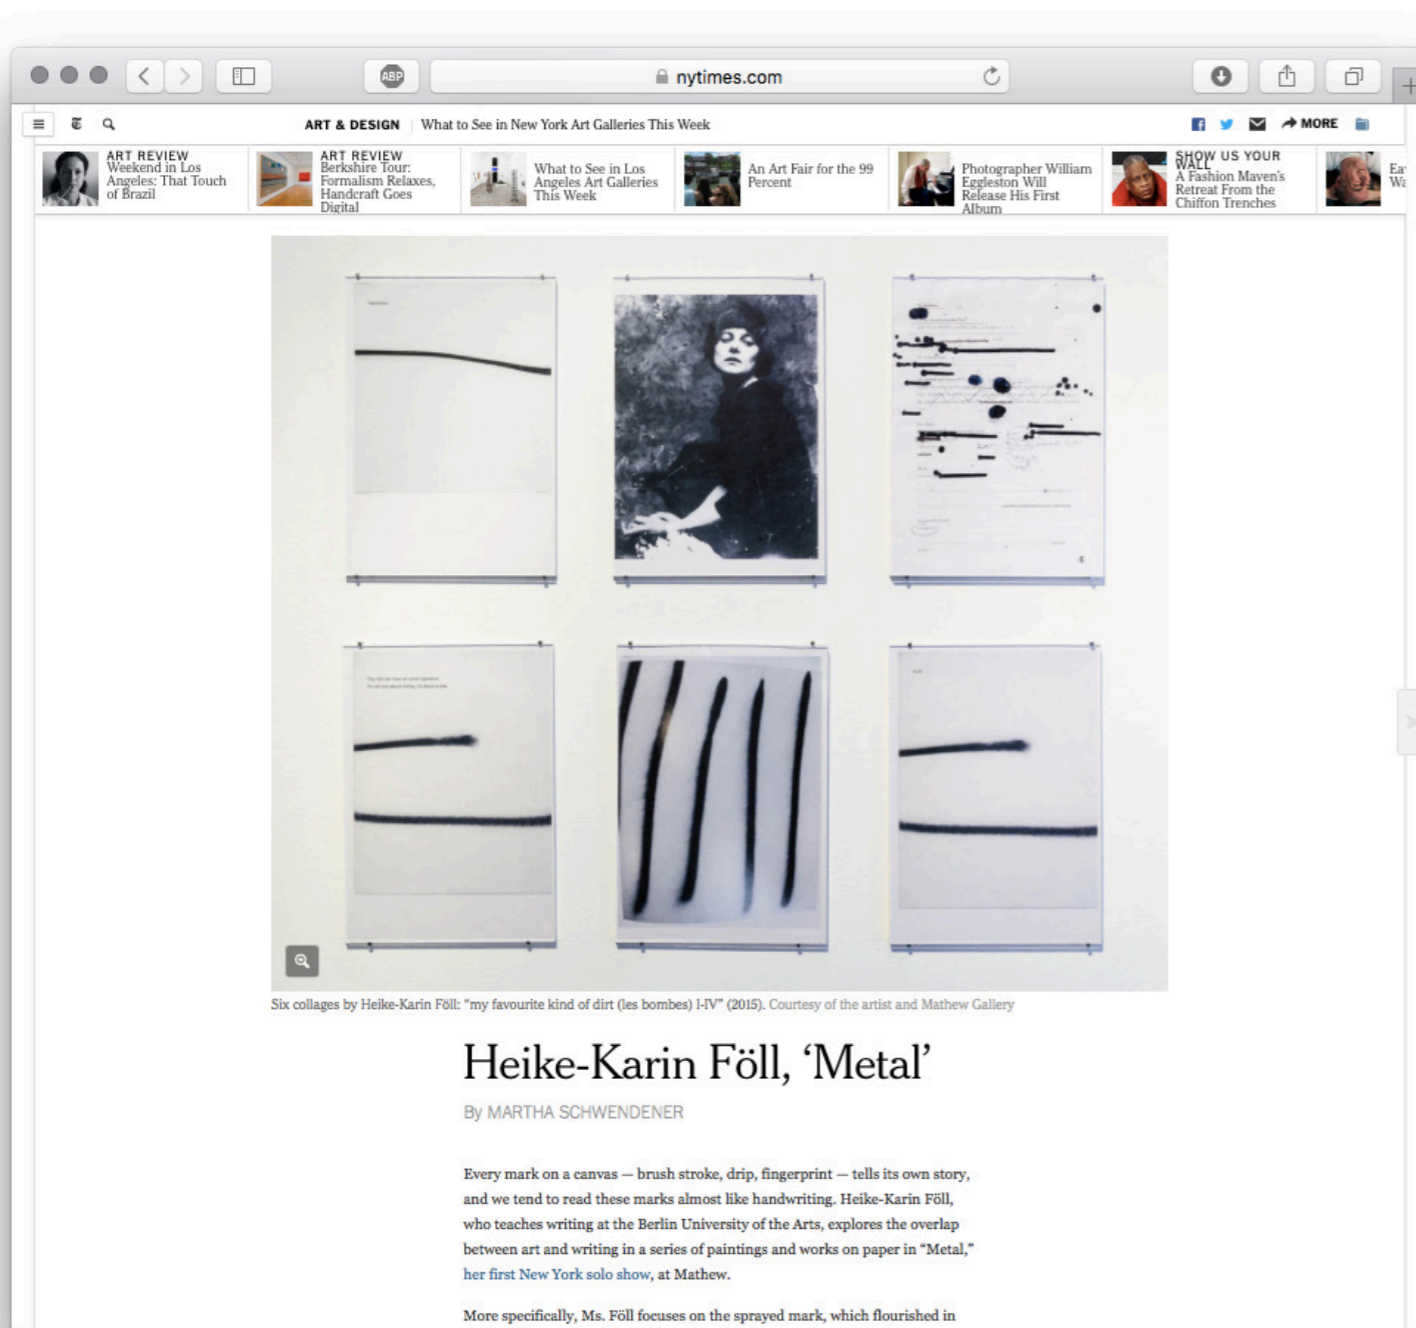 ABP
nytimes.com
ART & DESIGN
What to See in New York Art Galleries This Week
MORE
ART REVIEW
Weekend in Los
Angeles: That Touch
of Brazil
ART REVIEW
Berkshire Tour:
Formalism Relaxes,
Handcraft Goes
Digital
What to See in Los
Angeles Art Galleries
This Week
An Art Fair for the 99
Percent
Photographer William
Eggleston Will
Release His First
Album
SHOW US YOUR
WALL
A Fashion Maven's
Retreat From the
Chiffon Trenches
Six collages by Heike-Karin Föll: “my favourite kind of dirt (les bombes) I-IV” (2015). Courtesy of the artist and Mathew Gallery
Heike-Karin Föll, ‘Metal’
By MARTHA SCHWENDENER
Every mark on a canvas — brush stroke, drip, fingerprint — tells its own story,
and we tend to read these marks almost like handwriting. Heike-Karin Föll,
who teaches writing at the Berlin University of the Arts, explores the overlap
between art and writing in a series of paintings and works on paper in “Metal,”
her first New York solo show, at Mathew.
More specifically, Ms. Föll focuses on the sprayed mark, which flourished in